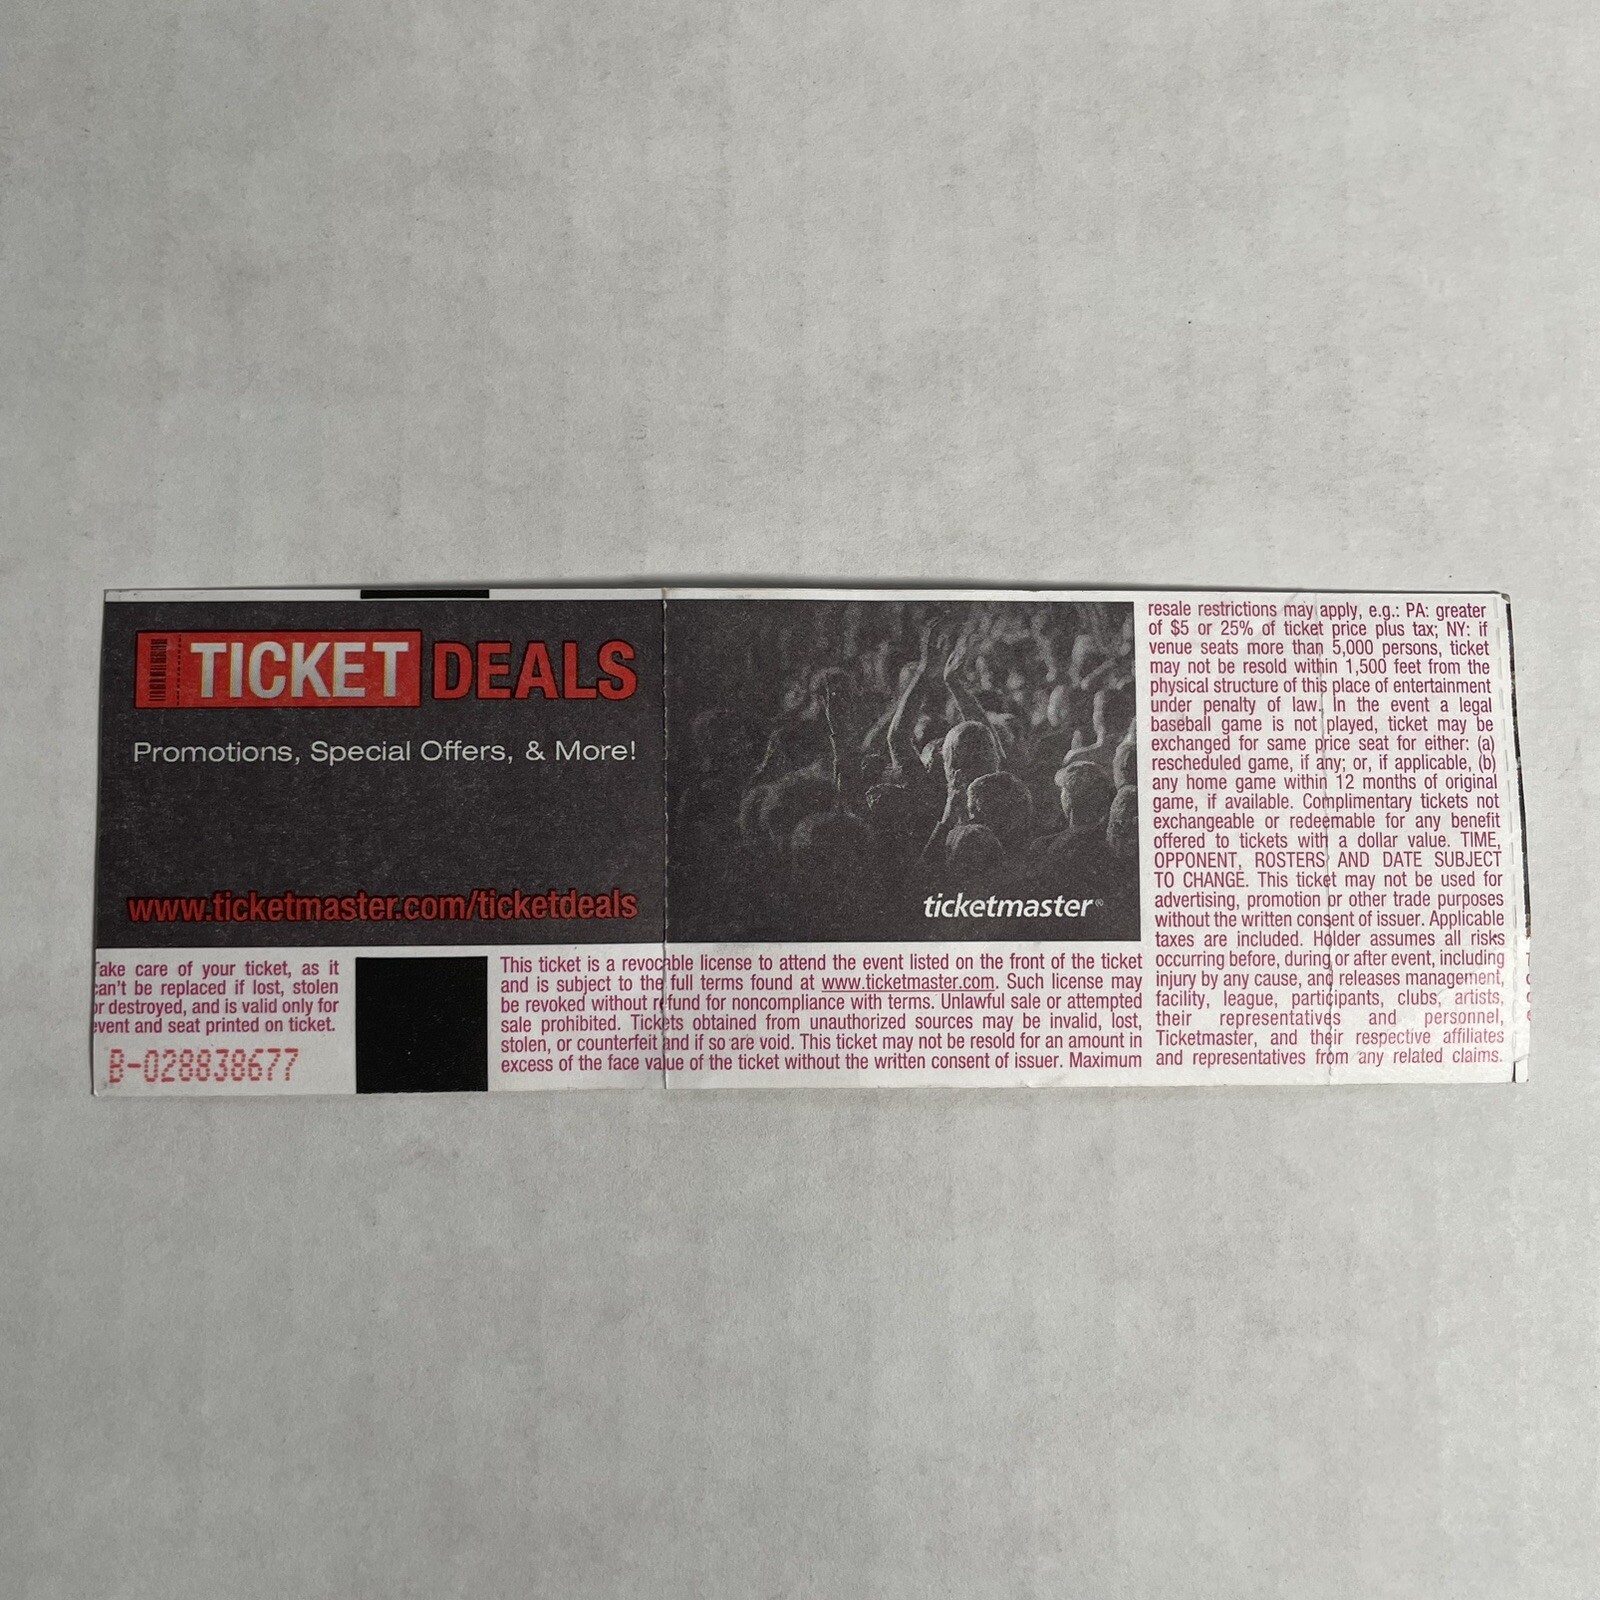 TICKET DEALS
Promotions, Special Offers, & More!
www.ticketmaster.com/ticketdeals
ticketmaster®
Take care of your ticket, as it
can't be replaced if lost, stolen
or destroyed, and is valid only for
event and seat printed on ticket.
B-028838677
This ticket is a revocable license to attend the event listed on the front of the ticket
and is subject to the full terms found at www.ticketmaster.com. Such license may
be revoked without refund for noncompliance with terms. Unlawful sale or attempted
sale prohibited. Tickets obtained from unauthorized sources may be invalid, lost,
stolen, or counterfeit and if so are void. This ticket may not be resold for an amount in
excess of the face value of the ticket without the written consent of issuer. Maximum
resale restrictions may apply, e.g.: PA: greater
of $5 or 25% of ticket price plus tax; NY: if
venue seats more than 5,000 persons, ticket
may not be resold within 1,500 feet from the
physical structure of this place of entertainment
under penalty of law. In the event a legal
baseball game is not played, ticket may be
exchanged for same price seat for either: (a)
rescheduled game, if any; or, if applicable, (b)
any home game within 12 months of original
game, if available. Complimentary tickets not
exchangeable or redeemable for any benefit
offered to tickets with a dollar value. TIME,
OPPONENT, ROSTERS AND DATE SUBJECT
TO CHANGE. This ticket may not be used for
advertising, promotion or other trade purposes
without the written consent of issuer. Applicable
taxes are included. Holder assumes all risks
occurring before, during or after event, including
injury by any cause, and releases management,
facility, league, participants, clubs, artists,
their representatives and personnel,
Ticketmaster, and their respective affiliates
and representatives from any related claims.